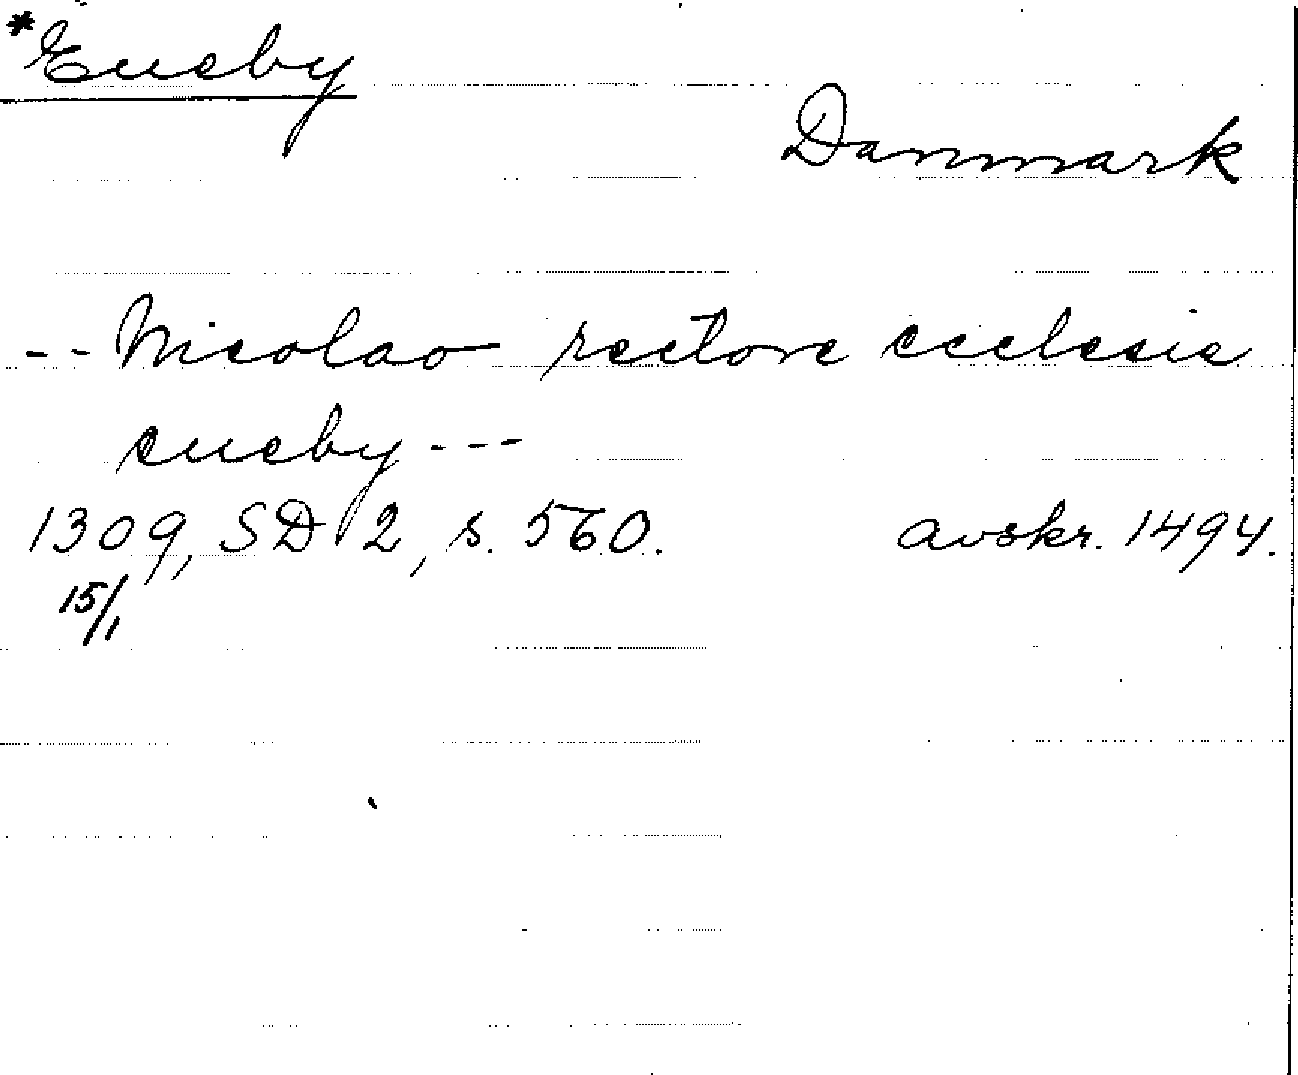 *Eueby
Danmark
-- Nicolao rectore ecclesie
eueby ---
1309, SD 2, s. 560. avskr. 1494.
15/1